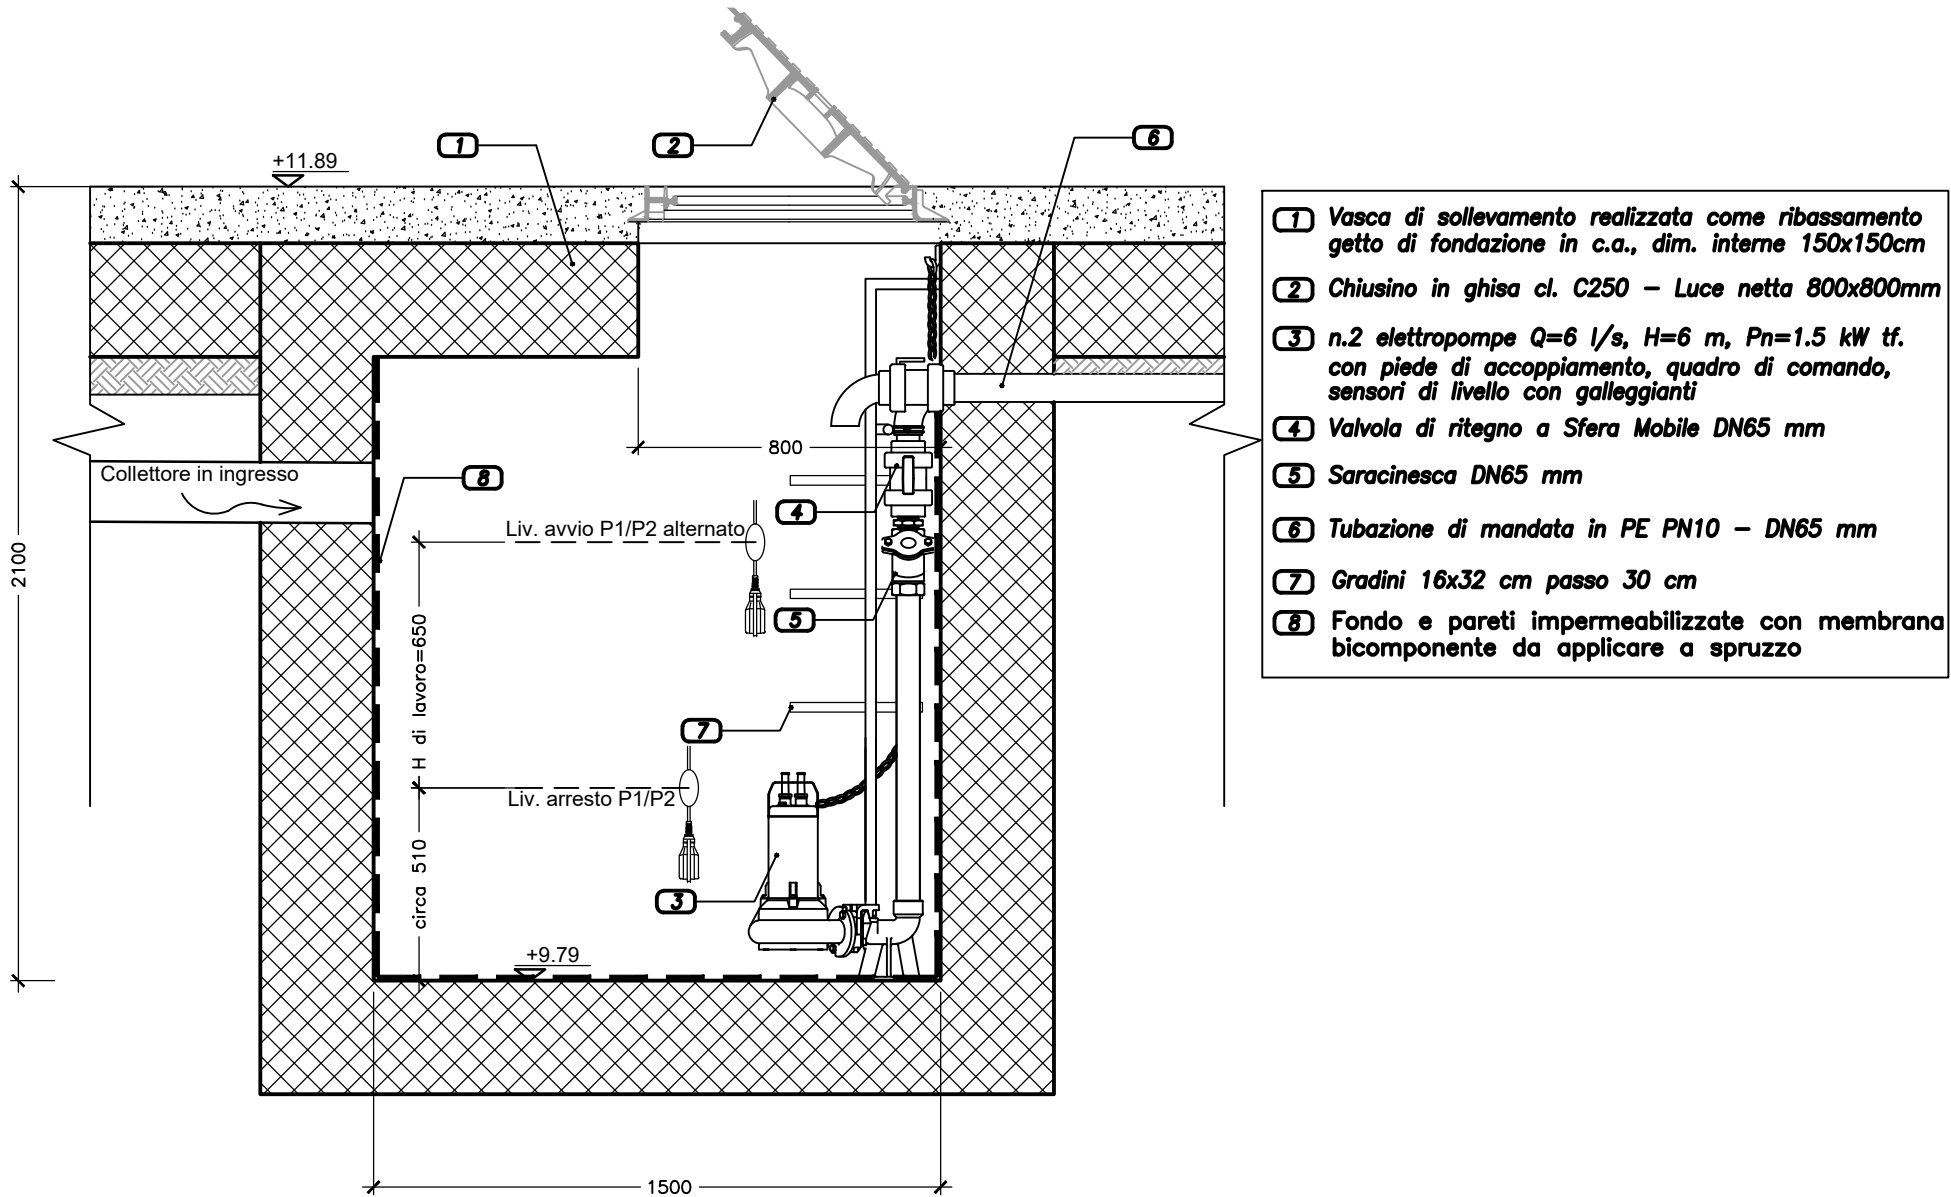 +11.89
1
2
6
Collettore in ingresso
8
Liv. avvio P1/P2 alternato
800
4
5
H di lavoro=650
2100
7
Liv. arresto P1/P2
circa 510
3
+9.79
1500
1 Vasca di sollevamento realizzata come ribassamento
getto di fondazione in c.a., dim. interne 150x150cm
2 Chiusino in ghisa cl. C250 – Luce netta 800x800mm
3 n.2 elettropompe Q=6 l/s, H=6 m, Pn=1.5 kW tf.
con piede di accoppiamento, quadro di comando,
sensori di livello con galleggianti
4 Valvola di ritegno a Sfera Mobile DN65 mm
5 Saracinesca DN65 mm
6 Tubazione di mandata in PE PN10 – DN65 mm
7 Gradini 16x32 cm passo 30 cm
8 Fondo e pareti impermeabilizzate con membrana
bicomponente da applicare a spruzzo